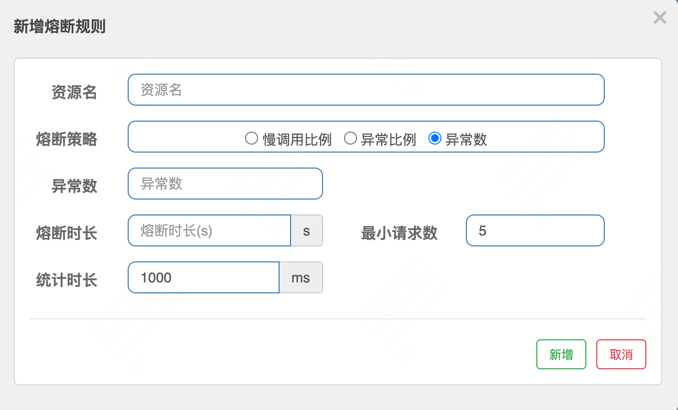 新增熔断规则
×
资源名 资源名
熔断策略 慢调用比例 异常比例 异常数
异常数 异常数
熔断时长 熔断时长(s) s 最小请求数 5
统计时长 1000 ms
新增 取消